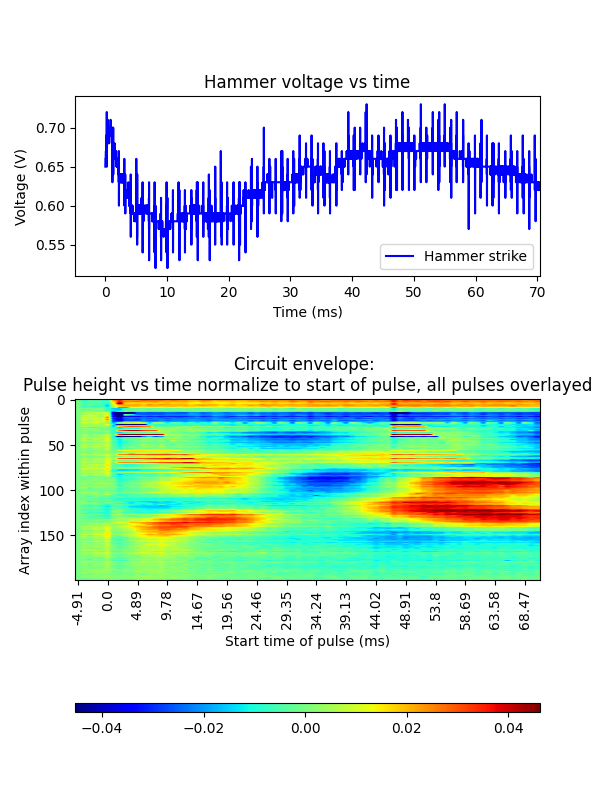 Hammer voltage vs time
0.70
0.65
0.60
0.55
Voltage (V)
Hammer strike
0 10 20 30 40 50 60 70
Time (ms)
Circuit envelope:
Pulse height vs time normalize to start of pulse, all pulses overlayed
0
50
100
150
Array index within pulse
-4.91 0.0 4.89 9.78 14.67 19.56 24.46 29.35 34.24 39.13 44.02 48.91 53.8 58.69 63.58 68.47
Start time of pulse (ms)
−0.04 −0.02 0.00 0.02 0.04